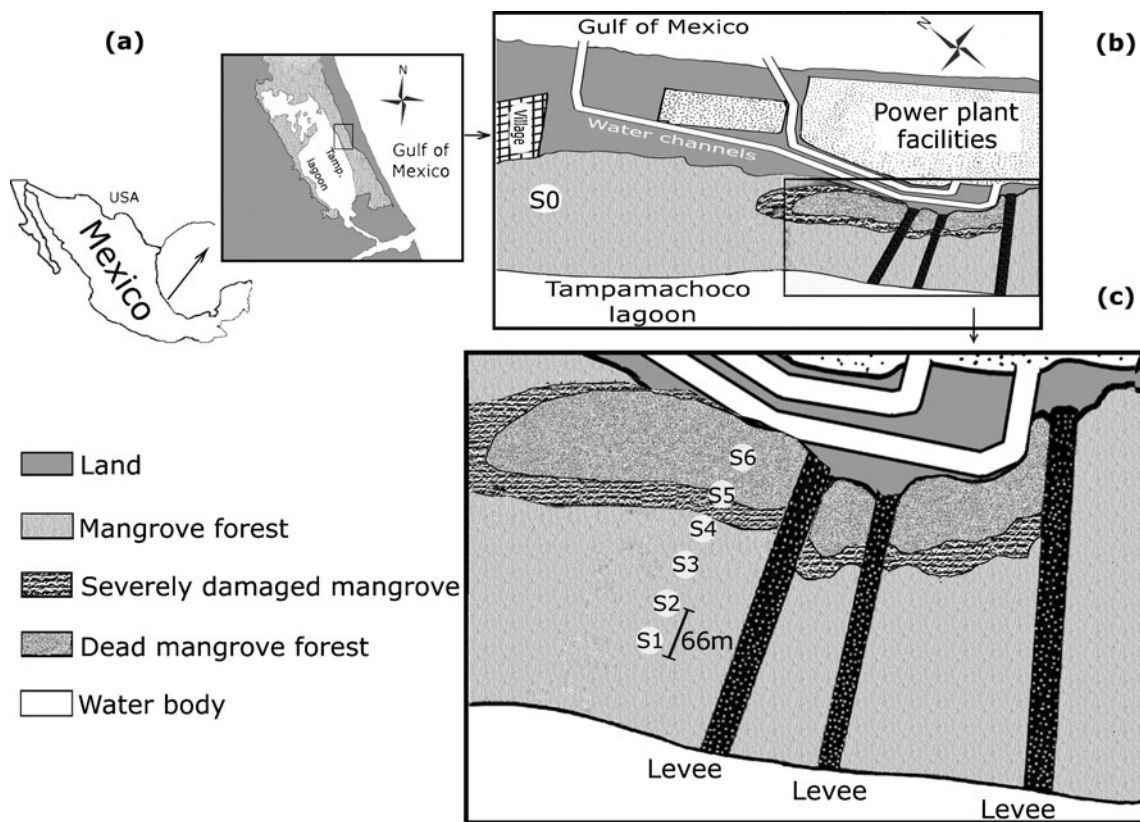 (a)
USA
Mexico
N
Tamp.
lagoon
Gulf of
Mexico
(b)
Gulf of Mexico
N
Village
Water channels
Power plant
facilities
S0
Tampamachoco
lagoon
(c)
S6
S5
S4
S3
S2
S1
66m
Levee
Levee
Levee
Land
Mangrove forest
Severely damaged mangrove
Dead mangrove forest
Water body